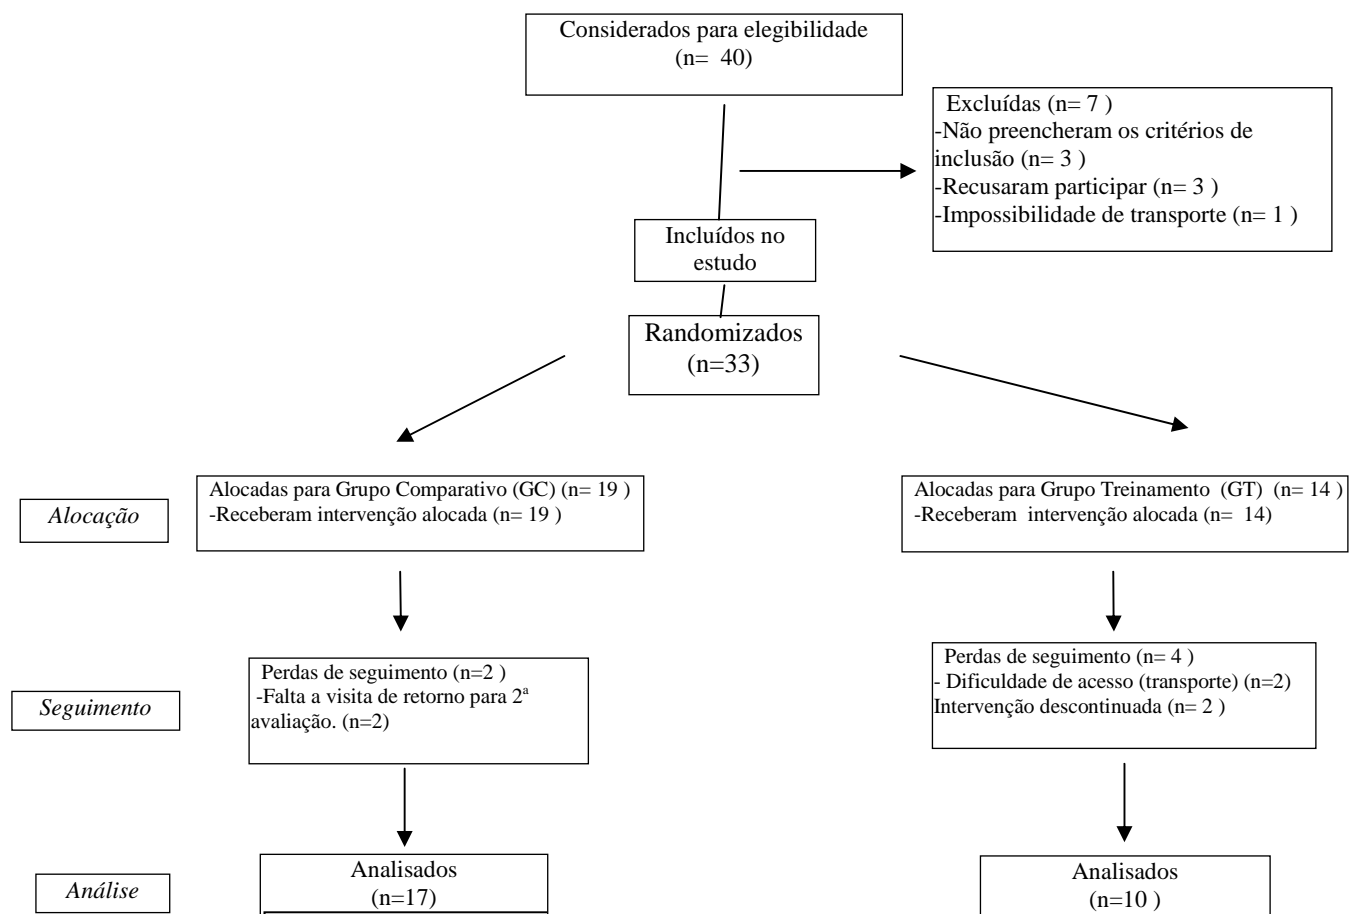 Considerados para elegibilidade
(n= 40)
Excluídas (n= 7 )
-Não preencheram os critérios de
inclusão (n= 3 )
-Recusaram participar (n= 3 )
-Impossibilidade de transporte (n= 1 )
Incluídos no
estudo
Randomizados
(n=33)
Alocação
Alocadas para Grupo Comparativo (GC) (n= 19 )
-Receberam intervenção alocada (n= 19 )
Alocadas para Grupo Treinamento (GT) (n= 14 )
-Receberam intervenção alocada (n= 14)
Seguimento
Perdas de seguimento (n=2 )
-Falta a visita de retorno para 2ª
avaliação. (n=2)
Perdas de seguimento (n= 4 )
- Dificuldade de acesso (transporte) (n=2)
Intervenção descontinuada (n= 2 )
Análise
Analisados
(n=17)
Analisados
(n=10 )